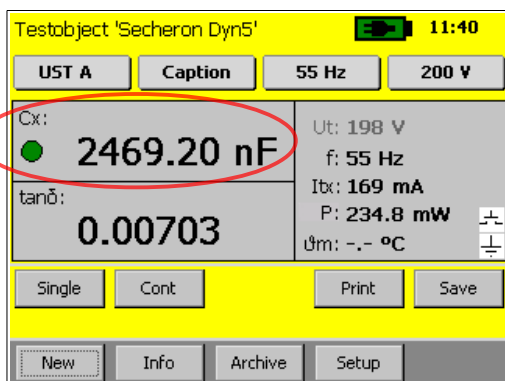 Testobject 'Secheron Dyn5' 11:40
UST A Caption 55 Hz 200 V
Cx:
2469.20 nF
tanδ:
0.00703
Ut: 198 V
f: 55 Hz
Itx: 169 mA
P: 234.8 mW
ϑm: -.- ºC
Single Cont Print Save
New Info Archive Setup